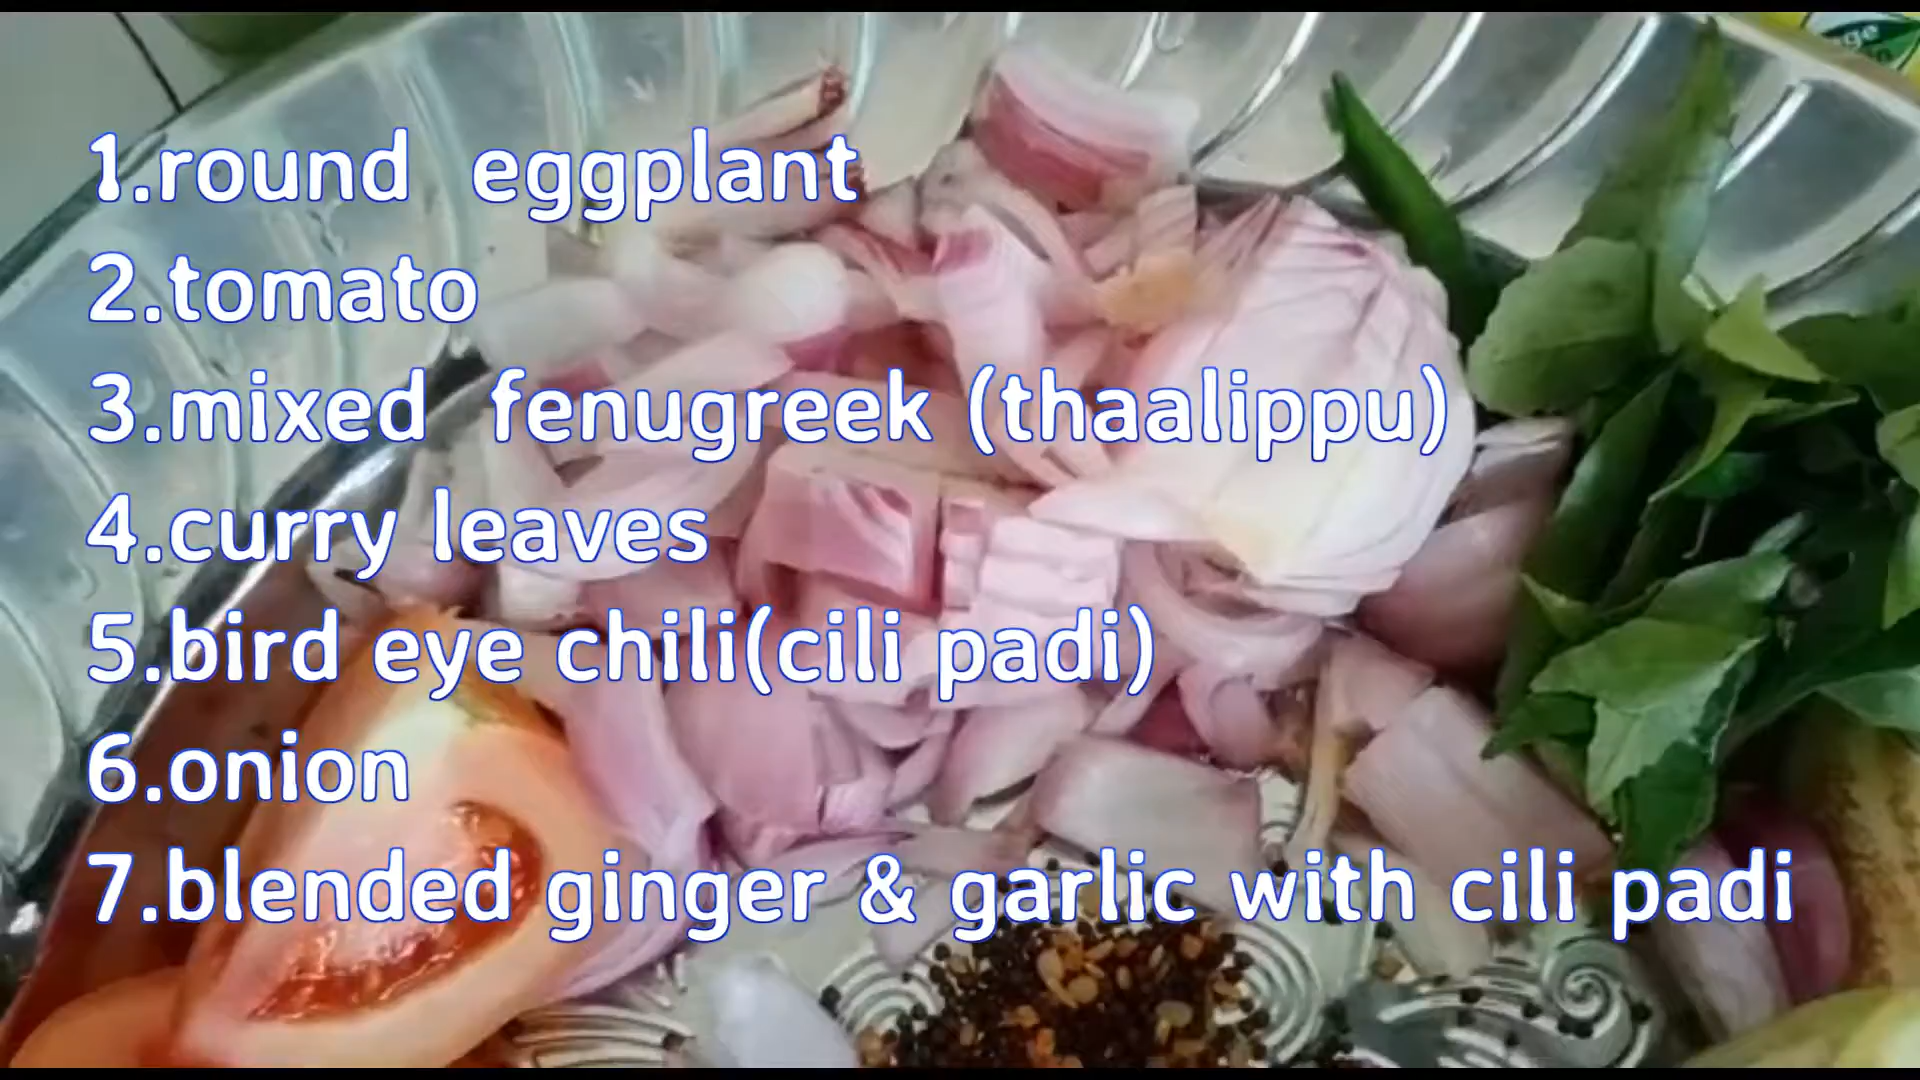 1.round eggplant
2.tomato
3.mixed fenugreek (thaalippu)
4.curry leaves
5.bird eye chili(cili padi)
6.onion
7.blended ginger & garlic with cili padi